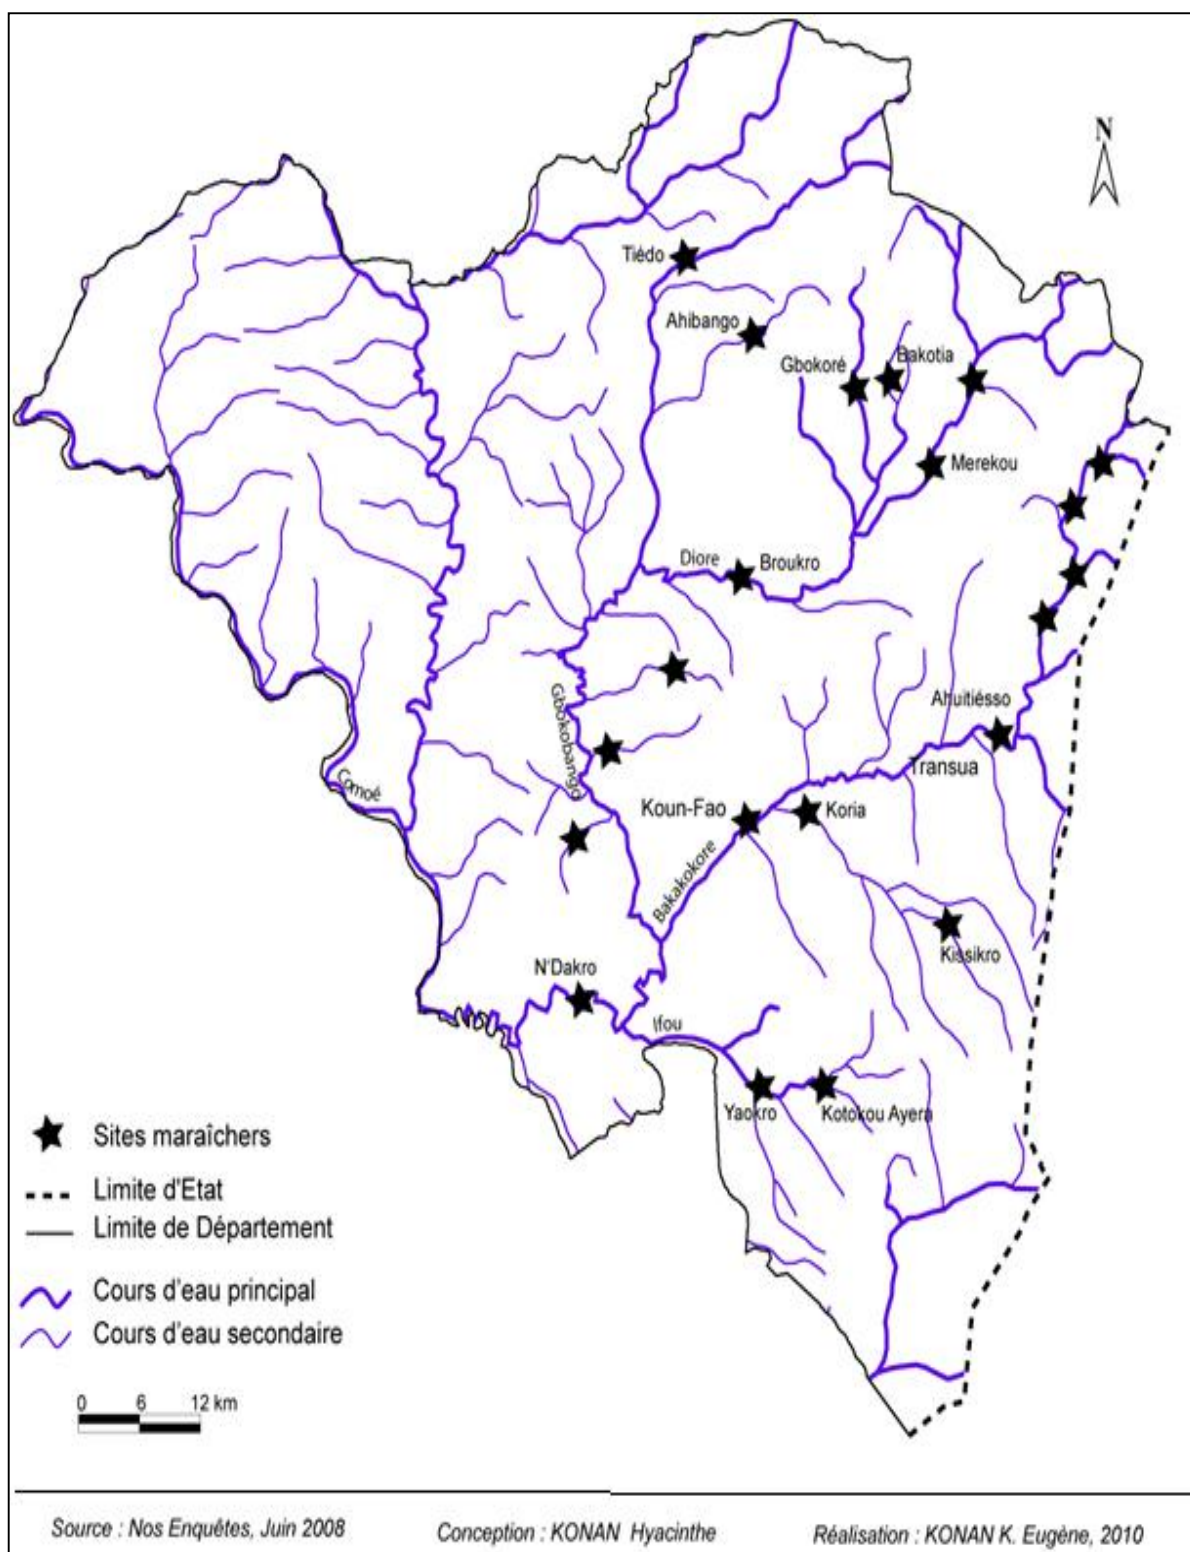 N
Tiédo
Ahibango
Gbokoré
Bakotia
Merekou
Diore
Broukro
Gbokobango
Ahuitiésso
Transua
Comoé
Koun-Fao
Koria
Bakakokore
Kissikro
N'Dakro
Ifou
Yaokro
Kotokou Ayera
Sites maraîchers
Limite d'Etat
Limite de Département
Cours d'eau principal
Cours d'eau secondaire
0 6 12 km
Source : Nos Enquêtes, Juin 2008 Conception : KONAN Hyacinthe Réalisation : KONAN K. Eugène, 2010